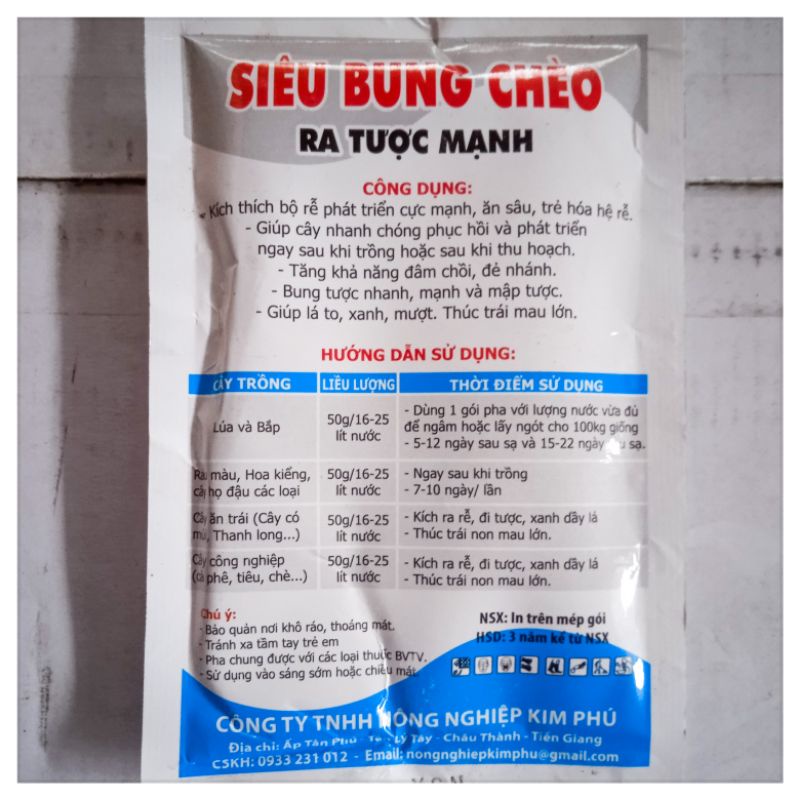 SIÊU BUNG CHÈO
RA TƯỢC MẠNH
CÔNG DỤNG:
- Kích thích bộ rễ phát triển cực mạnh, ăn sâu, trẻ hóa hệ rễ.
- Giúp cây nhanh chóng phục hồi và phát triển
ngay sau khi trồng hoặc sau khi thu hoạch.
- Tăng khả năng đâm chồi, đẻ nhánh.
- Bung tược nhanh, mạnh và mập tược.
- Giúp lá to, xanh, mượt. Thúc trái mau lớn.
HƯỚNG DẪN SỬ DỤNG:
CÂY TRỒNG LIỀU LƯỢNG THỜI ĐIỂM SỬ DỤNG
Lúa và Bắp
50g/16-25
lít nước
- Dùng 1 gói pha với lượng nước vừa đủ
để ngâm hoặc lấy ngót cho 100kg giống
- 5-12 ngày sau sạ và 15-22 ngày sau sạ.
Rau màu, Hoa kiểng,
cây họ đậu các loại
50g/16-25
lít nước
- Ngay sau khi trồng
- 7-10 ngày/ lần
Cây ăn trái (Cây có
múi, Thanh long...)
50g/16-25
lít nước
- Kích ra rễ, đi tược, xanh dầy lá
- Thúc trái non mau lớn.
Cây công nghiệp
(cà phê, tiêu, chè...)
50g/16-25
lít nước
- Kích ra rễ, đi tược, xanh dầy lá
- Thúc trái non mau lớn.
Chú ý:
- Bảo quản nơi khô ráo, thoáng mát.
- Tránh xa tầm tay trẻ em
- Pha chung được với các loại thuốc BVTV.
- Sử dụng vào sáng sớm hoặc chiều mát.
NSX: In trên mép gói
HSD: 3 năm kể từ NSX
CÔNG TY TNHH NÔNG NGHIỆP KIM PHÚ
Địa chỉ: Ấp Tân Phú - Lý Tây - Châu Thành - Tiền Giang
CSKH: 0933 231 012 - Email: nongnghiepkimphu@gmail.com